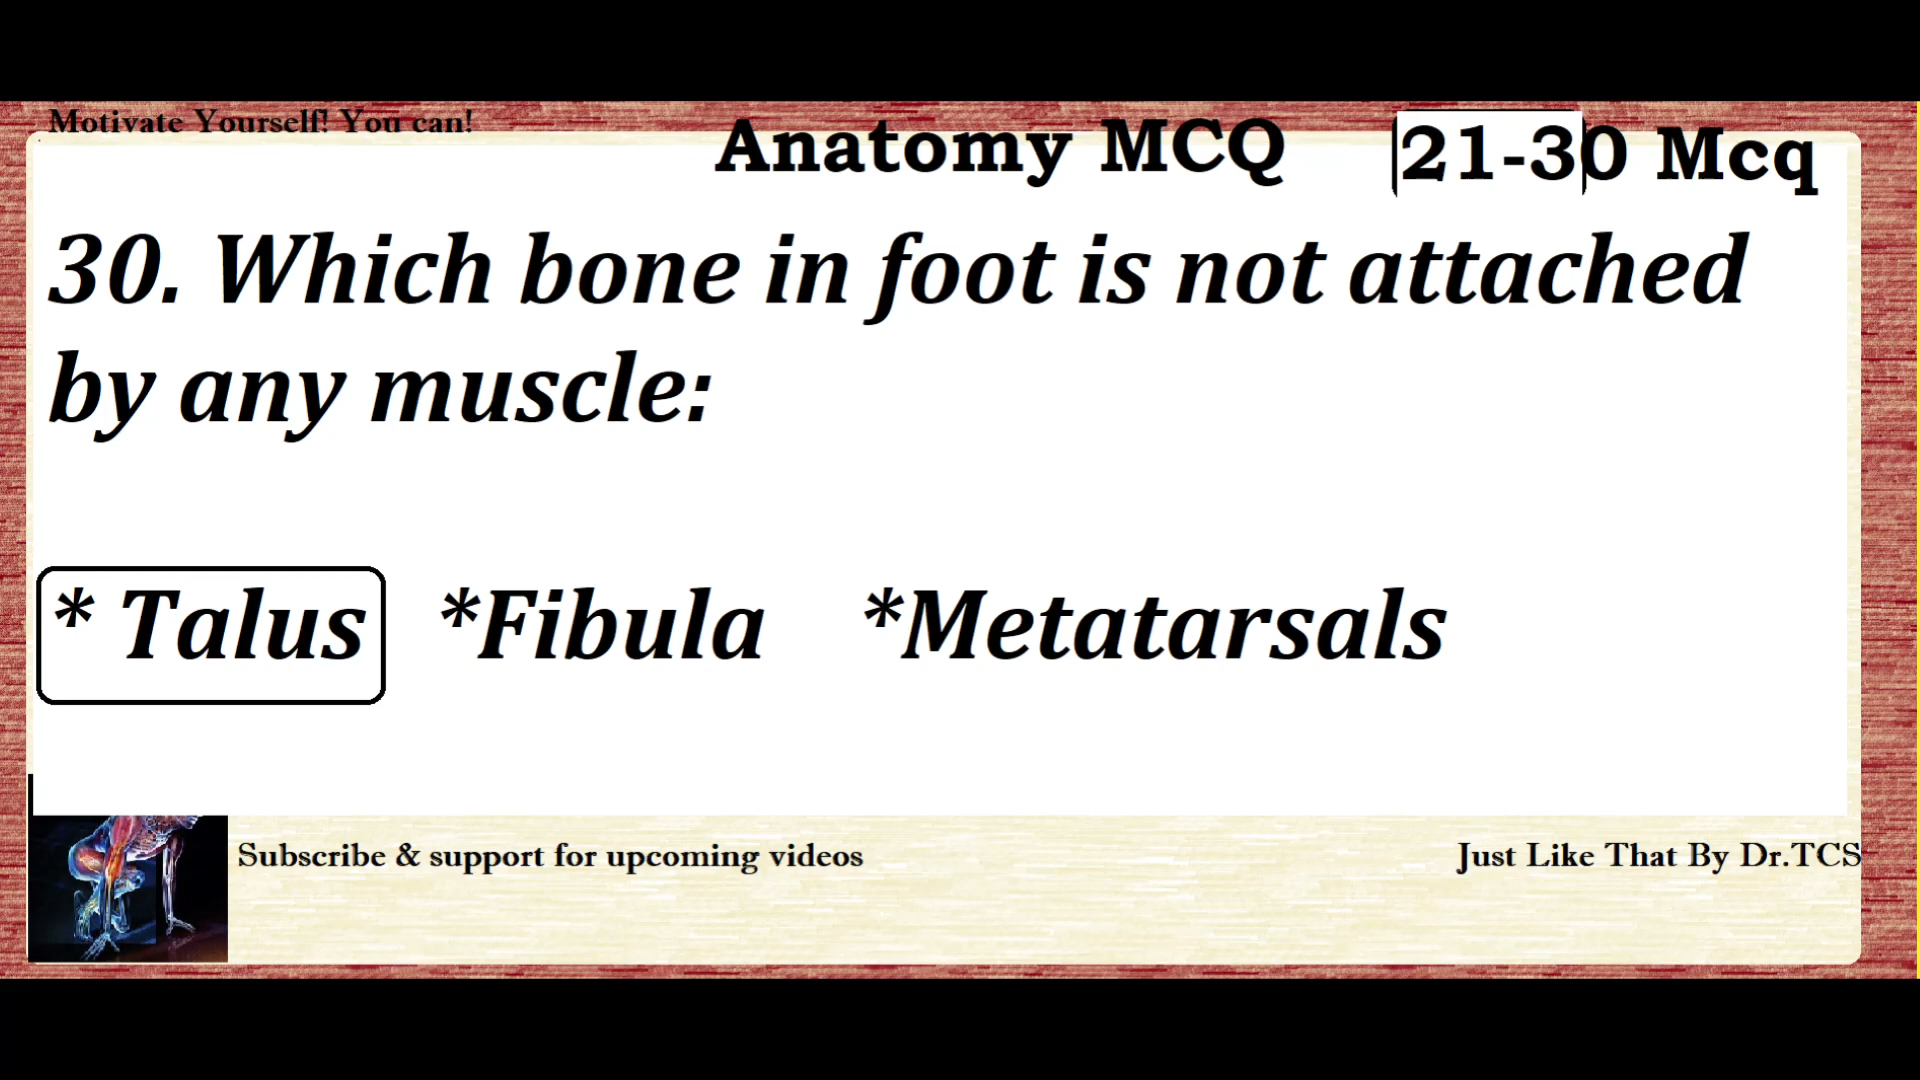 Motivate Yourself! You can!
Anatomy MCQ 21-30 Mcq
30. Which bone in foot is not attached
by any muscle:
* Talus *Fibula *Metatarsals
Subscribe & support for upcoming videos
Just Like That By Dr.TCS